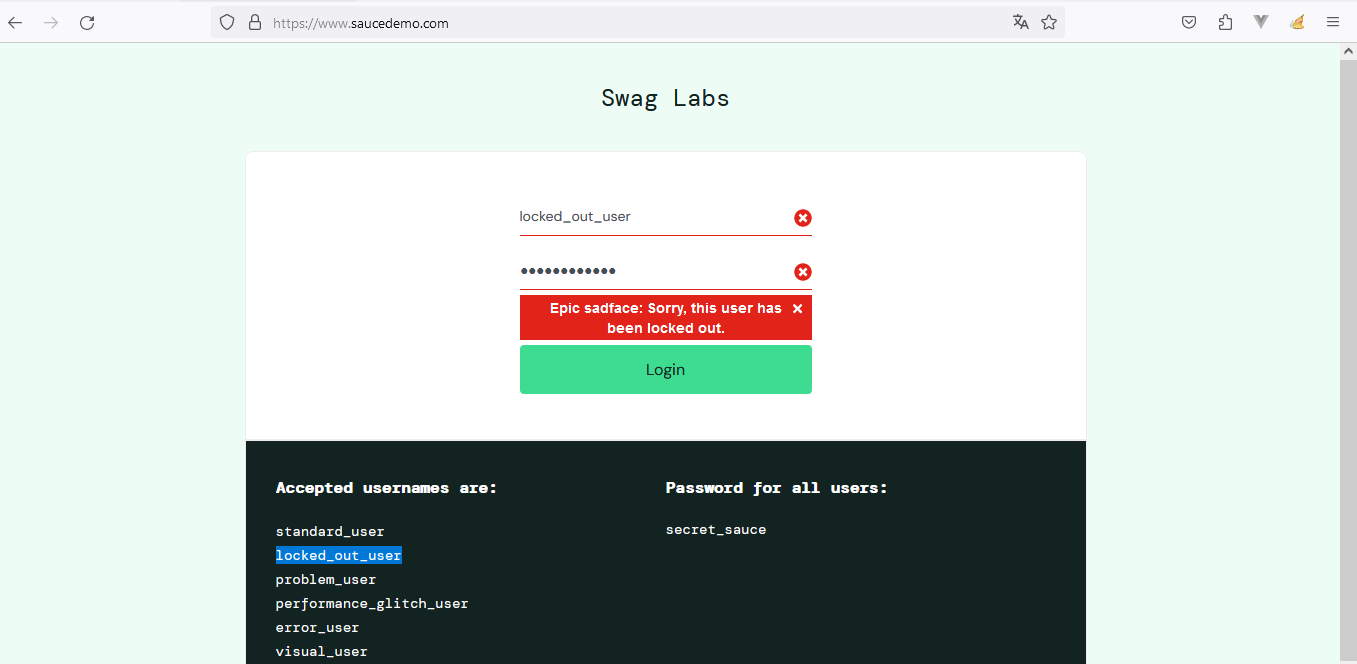 https://www.saucedemo.com
Swag Labs
locked_out_user
••••••••••••
Epic sadface: Sorry, this user has
been locked out.
Login
Accepted usernames are:
standard_user
locked_out_user
problem_user
performance_glitch_user
error_user
visual_user
Password for all users:
secret_sauce